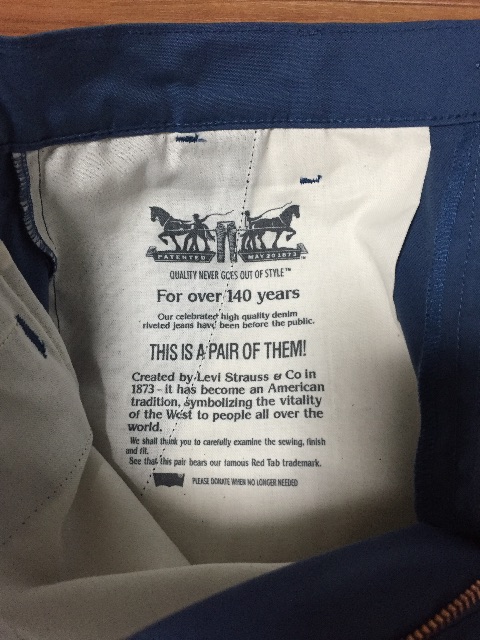 PATENTED MAY 20 1873
QUALITY NEVER GOES OUT OF STYLE™
For over 140 years
Our celebrated high quality denim
riveted jeans have been before the public.
THIS IS A PAIR OF THEM!
Created by Levi Strauss & Co in
1873 - it has become an American
tradition, symbolizing the vitality
of the West to people all over the
world.
We shall thank you to carefully examine the sewing, finish
and fit.
See that this pair bears our famous Red Tab trademark.
PLEASE DONATE WHEN NO LONGER NEEDED